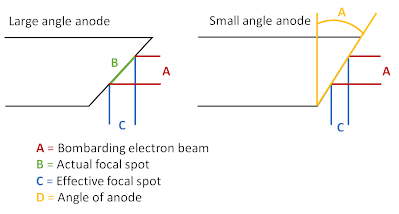 Large angle anode
Small angle anode
A
B
A
A
C
C
A = Bombarding electron beam
B = Actual focal spot
C = Effective focal spot
D = Angle of anode